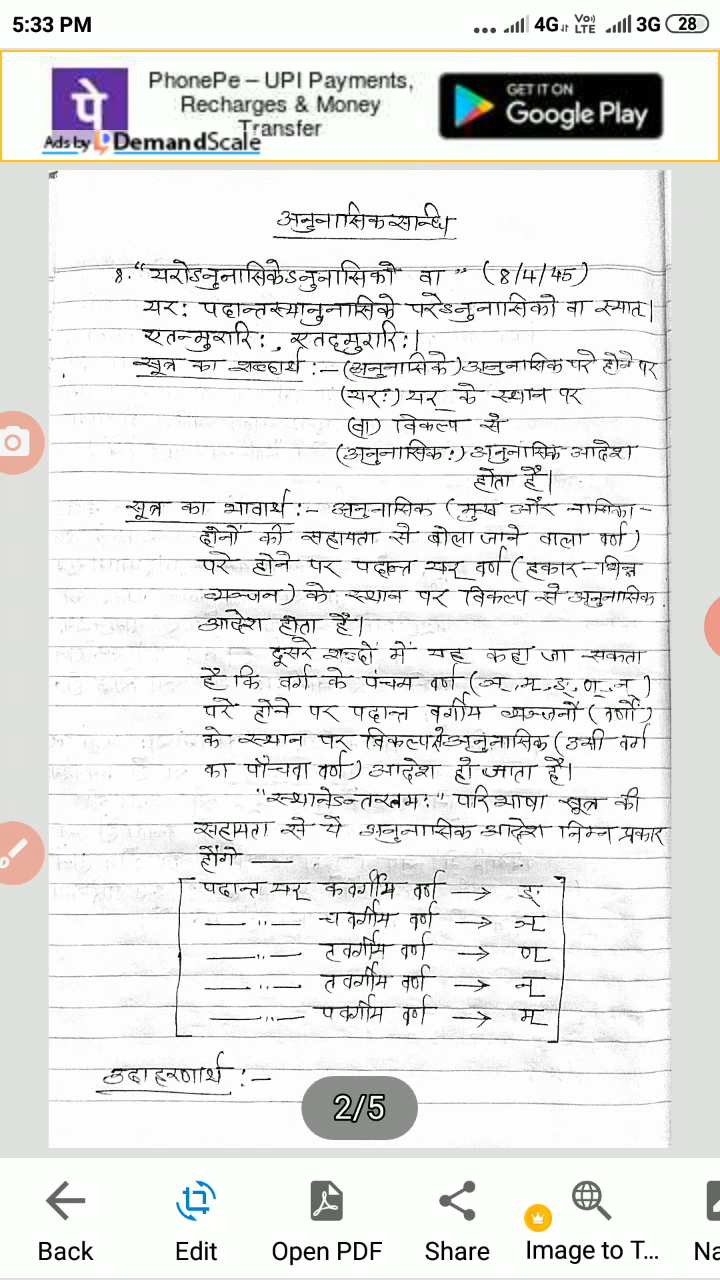 5:33 PM
4G Vo) LTE 3G 28
PhonePe – UPI Payments,
Recharges & Money
Transfer
GET IT ON
Google Play
पे
Ads by DemandScale
अनुनासिकसन्धि
8. "यरोऽनुनासिकेऽनुनासिको वा" (8/4/45)
यर: पदान्तस्यानुनासिके परेऽनुनासिको वा स्यात्।
एतन्मुरारि:, एतद्मुरारि:।
सूत्र का शब्दार्थ :- (अनुनासिके) अनुनासिक परे होने पर
(यर:) यर् के स्थान पर
(वा) विकल्प से
(अनुनासिक:) अनुनासिक आदेश
होता है।
सूत्र का भावार्थ :- अनुनासिक (मुख और नासिका-
दोनों की सहायता से बोला जाने वाला वर्ण)
परे होने पर पदान्त यर् वर्ण (हकार-भिन्न
व्यञ्जन) के स्थान पर विकल्प से अनुनासिक
आदेश होता है।
दूसरे शब्दों में यह कहा जा सकता
है कि वर्ग के पंचम वर्ण (ञ्, म्, ङ्, ण्, न्)
परे होने पर पदान्त वर्गीय व्यञ्जनों (वर्णों)
के स्थान पर विकल्प से अनुनासिक (उसी वर्ग
का पाँचवा वर्ण) आदेश हो जाता है।
"स्थानेऽन्तरतम:" परिभाषा सूत्र की
सहायता से ये अनुनासिक आदेश निम्न प्रकार
होंगे —
पदान्त यर् कवर्गीय वर्ण → ङ्
—"— चवर्गीय वर्ण → ञ्
—"— टवर्गीय वर्ण → ण्
—"— तवर्गीय वर्ण → न्
—"— पवर्गीय वर्ण → म्
उदाहरणार्थ :-
2/5
Back Edit Open PDF Share Image to T... Na